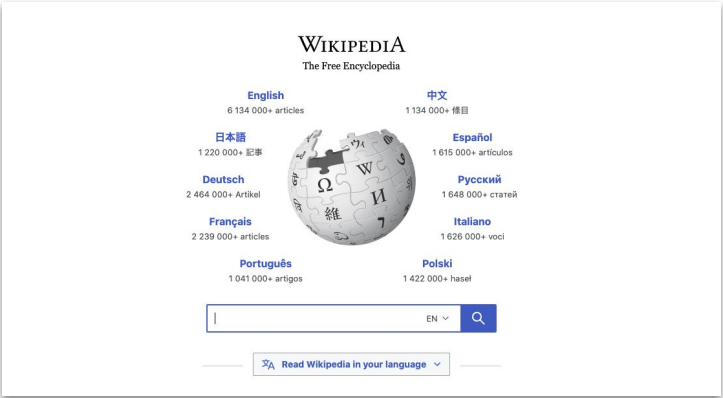 WIKIPEDIA
The Free Encyclopedia
English
6 134 000+ articles
中文
1 134 000+ 條目
日本語
1 220 000+ 記事
Español
1 615 000+ artículos
Deutsch
2 464 000+ Artikel
Русский
1 648 000+ статей
Français
2 239 000+ articles
Italiano
1 626 000+ voci
Português
1 041 000+ artigos
Polski
1 422 000+ haseł
Ω
W
И
維
EN
Read Wikipedia in your language